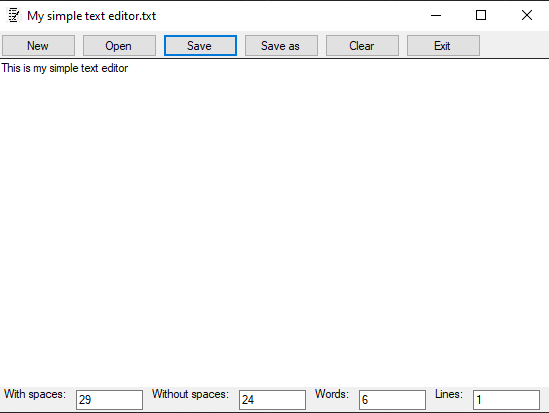 My simple text editor.txt
New Open Save Save as Clear Exit
This is my simple text editor
With spaces: 29 Without spaces: 24 Words: 6 Lines: 1